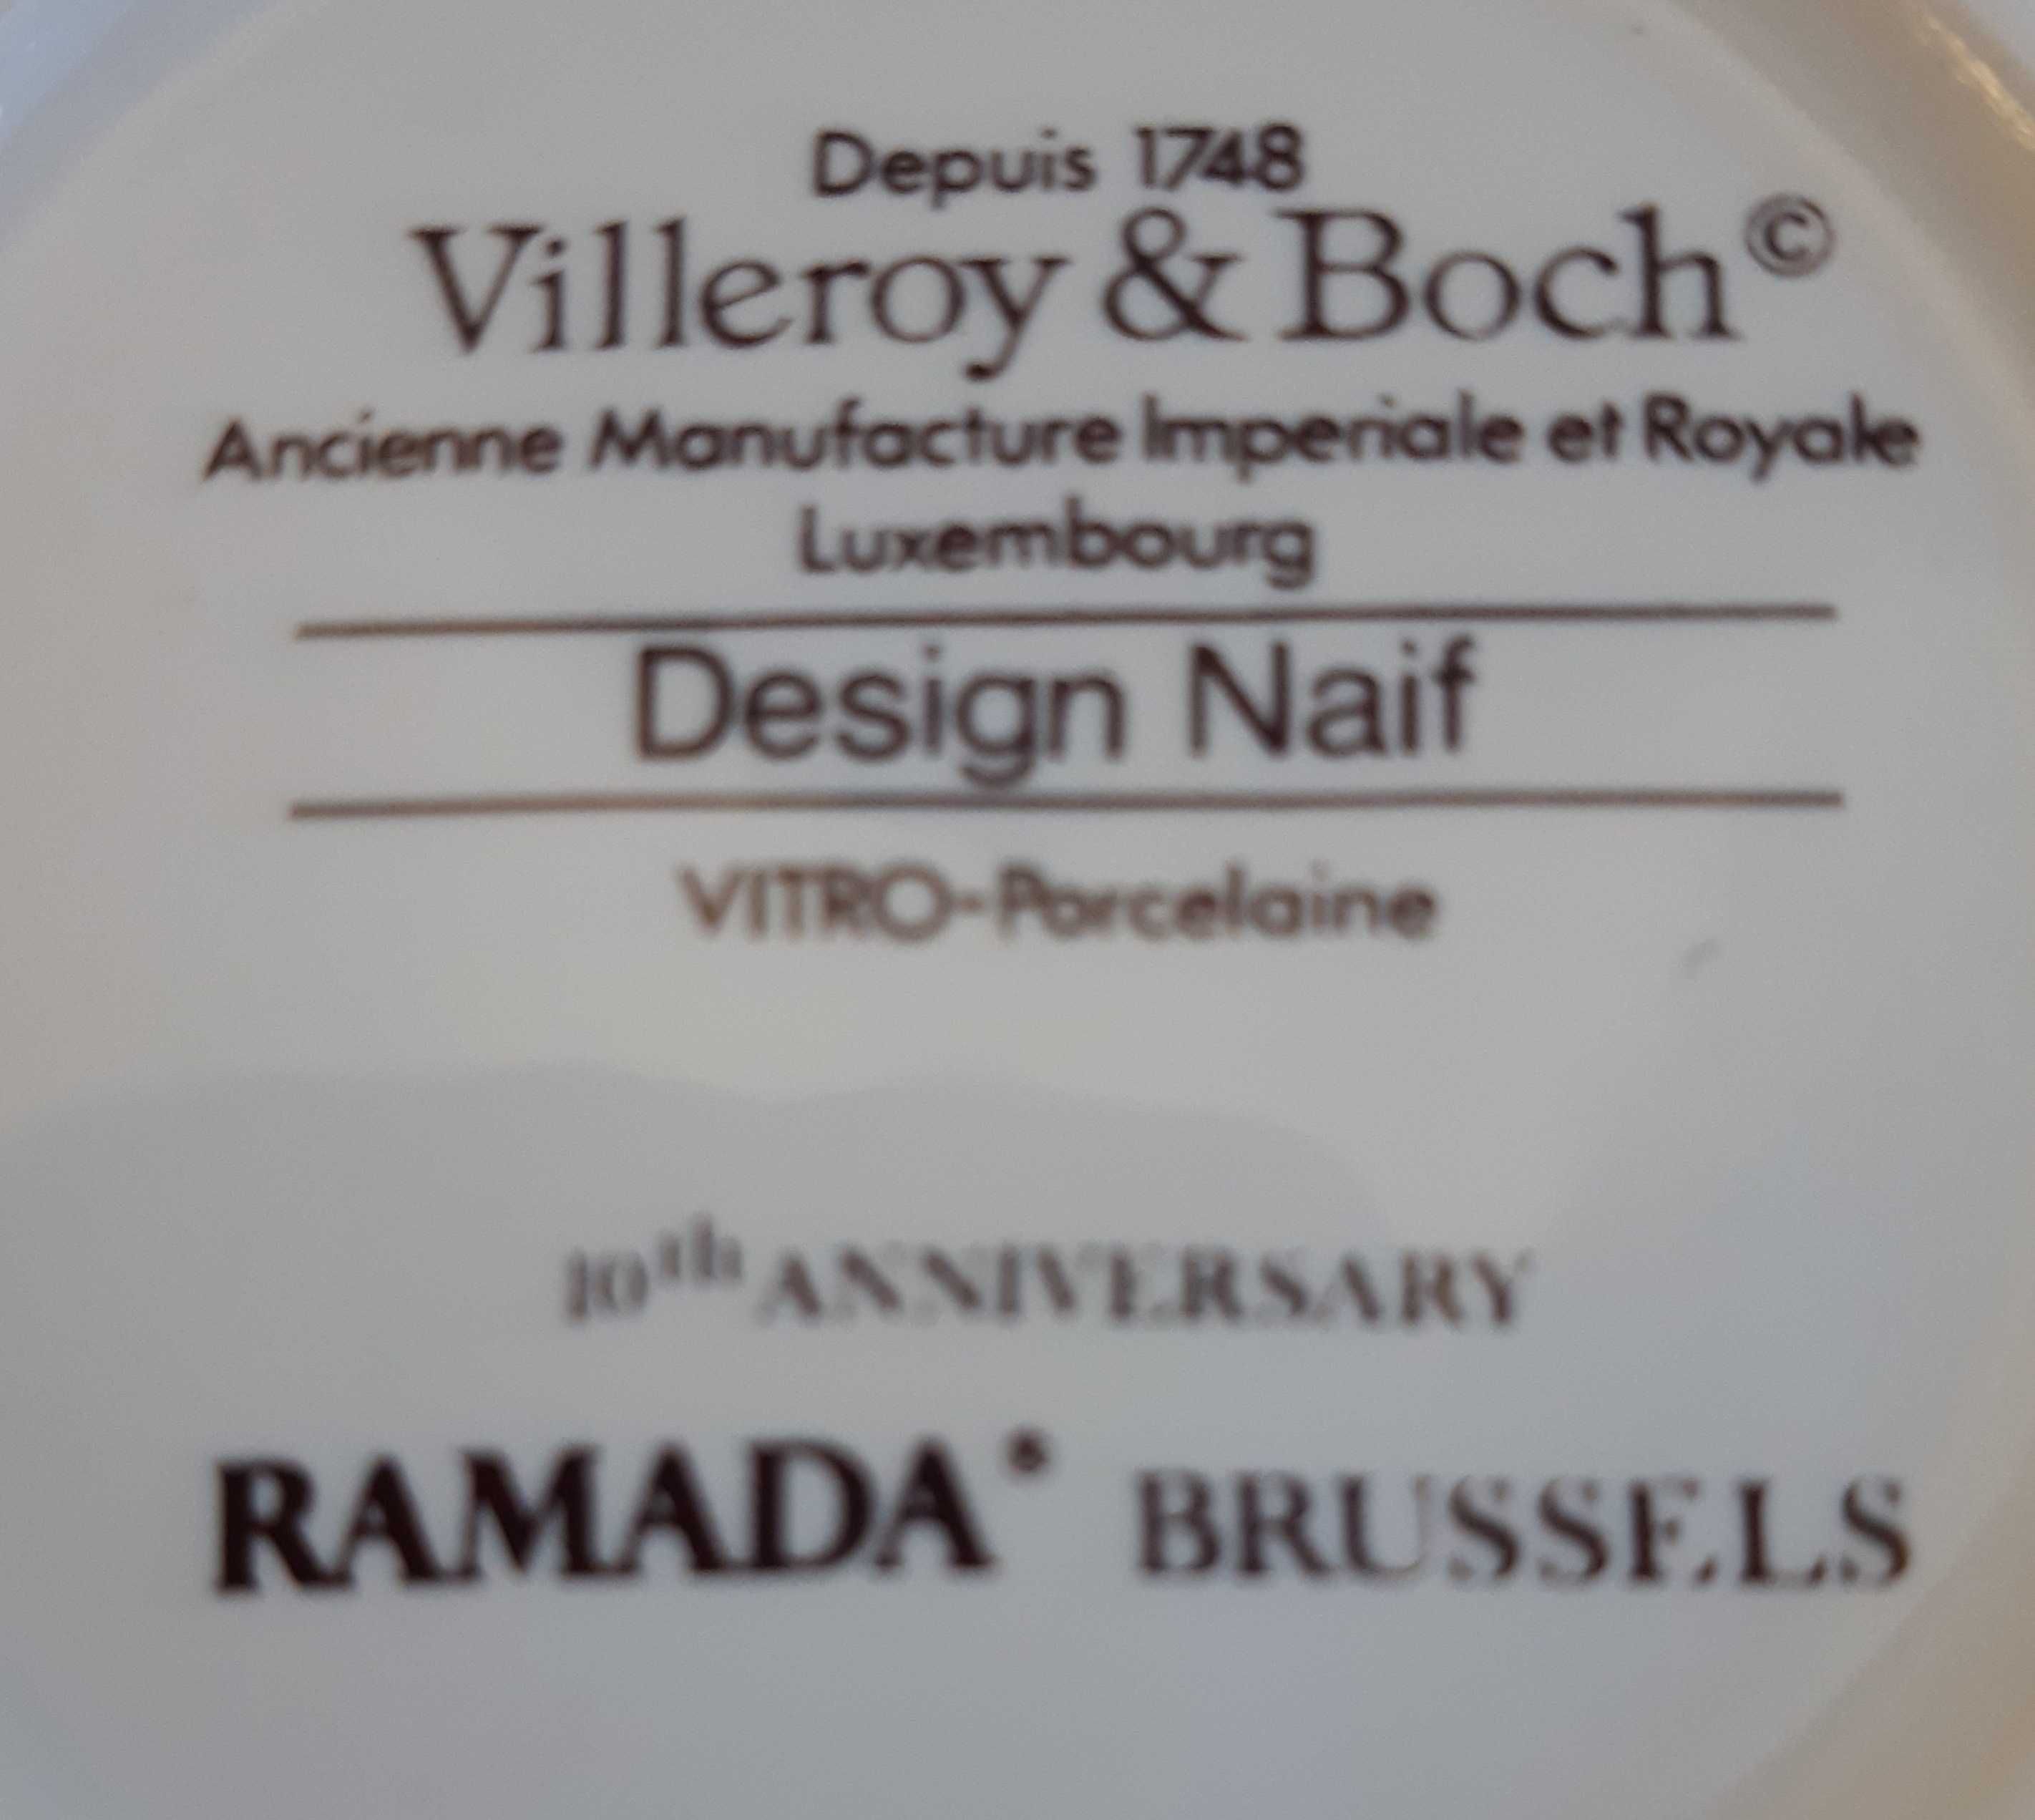 Depuis 1748
Villeroy & Boch©
Ancienne Manufacture Imperiale et Royale
Luxembourg
Design Naif
VITRO-Porcelaine
10th ANNIVERSARY
RAMADA® BRUSSELS